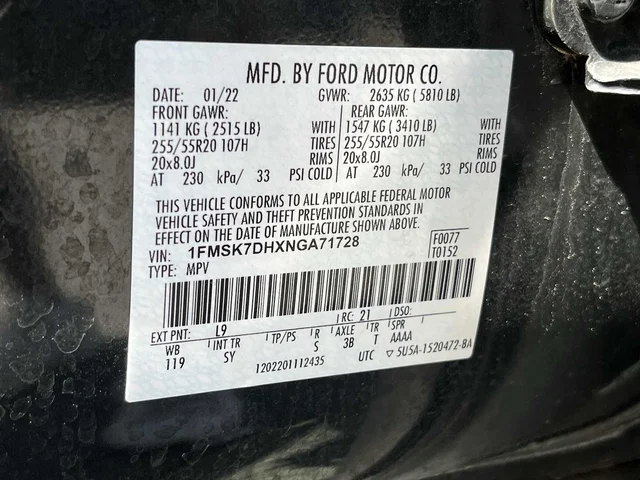 MFD. BY FORD MOTOR CO.
DATE: 01/22 GVWR: 2635 KG ( 5810 LB)
FRONT GAWR: REAR GAWR:
1141 KG ( 2515 LB) WITH 1547 KG ( 3410 LB) WITH
255/55R20 107H TIRES 255/55R20 107H TIRES
20x8.0J RIMS 20x8.0J RIMS
AT 230 kPa/ 33 PSI COLD AT 230 kPa/ 33 PSI COLD
THIS VEHICLE CONFORMS TO ALL APPLICABLE FEDERAL MOTOR
VEHICLE SAFETY AND THEFT PREVENTION STANDARDS IN
EFFECT ON THE DATE OF MANUFACTURE SHOWN ABOVE.
VIN: 1FMSK7DHXNGA71728 F0077
TYPE: MPV T0152
EXT PNT: L9 RC: 21 DSO:
WB INT TR TP/PS R AXLE TR SPR
119 SY S 3B T AAAA
1202201112435 UTC ▽ 5U5A-1520472-BA